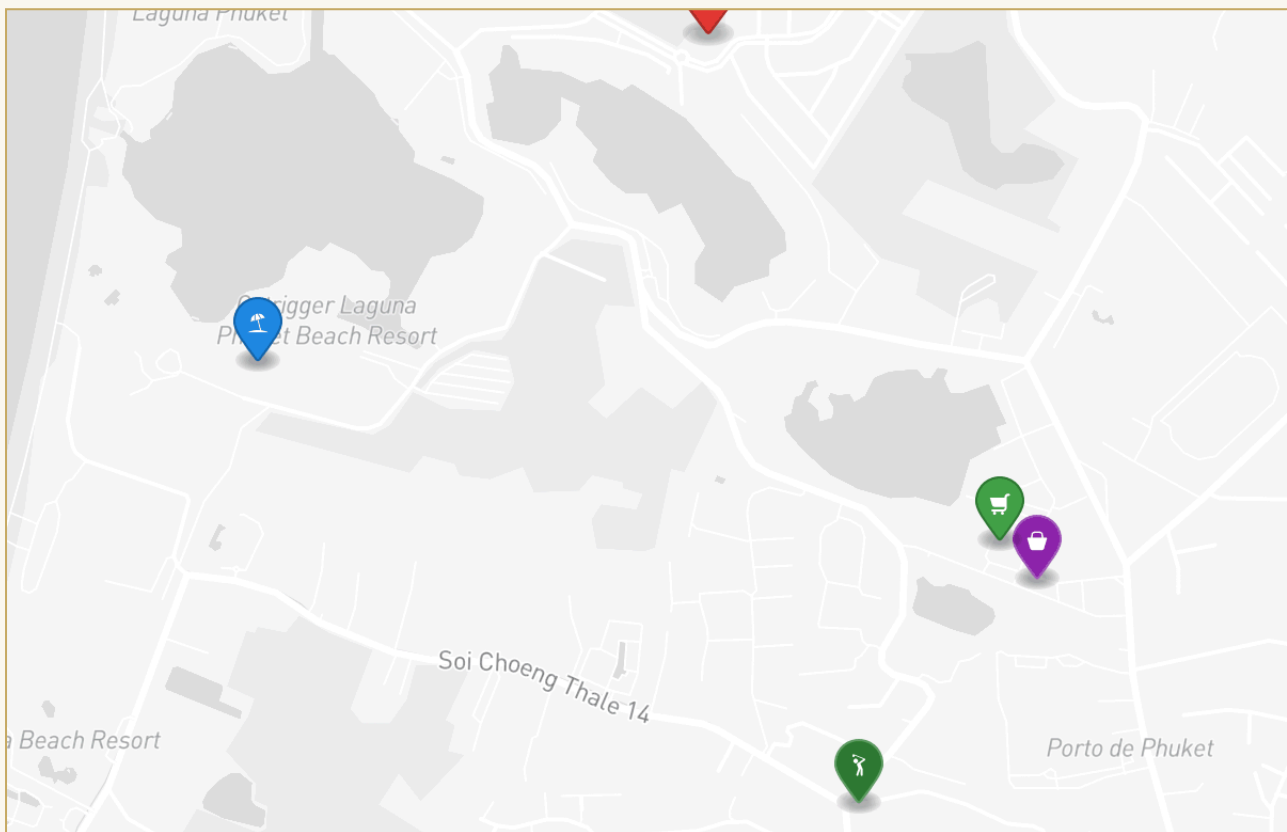 Laguna Phuket
Outrigger Laguna
Phuket Beach Resort
Soi Choeng Thale 14
a Beach Resort
Porto de Phuket